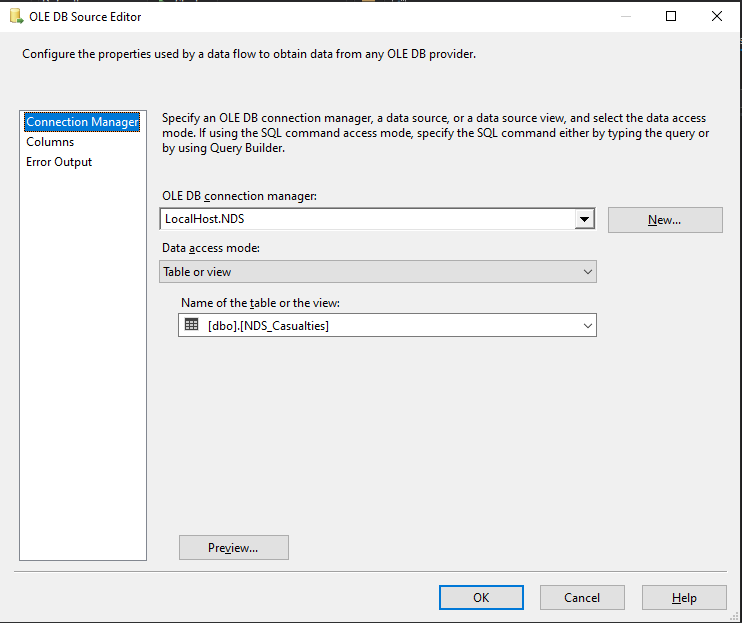 OLE DB Source Editor
Configure the properties used by a data flow to obtain data from any OLE DB provider.
Connection Manager
Columns
Error Output
Specify an OLE DB connection manager, a data source, or a data source view, and select the data access
mode. If using the SQL command access mode, specify the SQL command either by typing the query or
by using Query Builder.
OLE DB connection manager:
LocalHost.NDS
New...
Data access mode:
Table or view
Name of the table or the view:
[dbo].[NDS_Casualties]
Preview...
OK
Cancel
Help